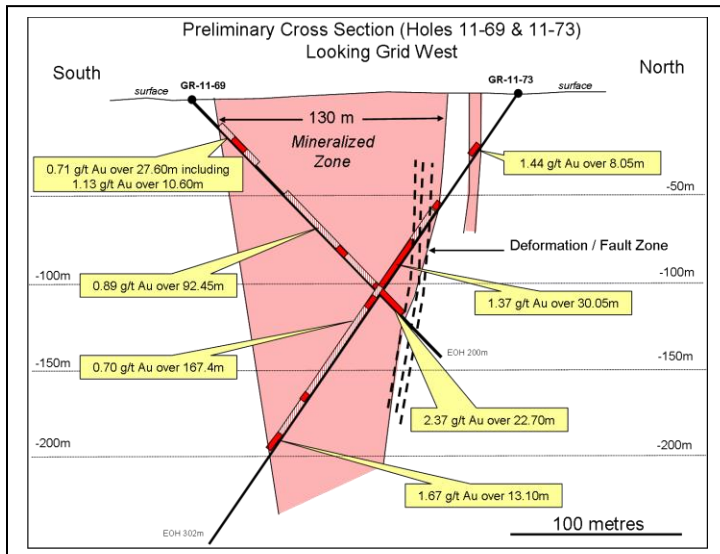 Preliminary Cross Section (Holes 11-69 & 11-73)
Looking Grid West
South
North
GR-11-69
GR-11-73
surface
surface
130 m
Mineralized
Zone
0.71 g/t Au over 27.60m including
1.13 g/t Au over 10.60m
1.44 g/t Au over 8.05m
-50m
-50m
Deformation / Fault Zone
0.89 g/t Au over 92.45m
-100m
-100m
1.37 g/t Au over 30.05m
EOH 200m
0.70 g/t Au over 167.4m
-150m
-150m
2.37 g/t Au over 22.70m
-200m
-200m
1.67 g/t Au over 13.10m
EOH 302m
100 metres